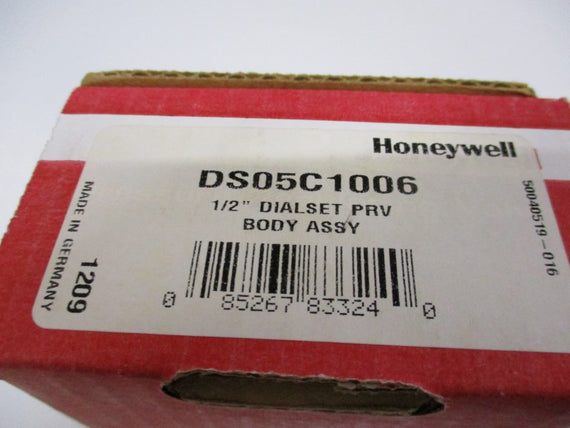 Honeywell
DS05C1006
1/2" DIALSET PRV
BODY ASSY
0 85267 83324 0
MADE IN GERMANY
1209
50040519-016